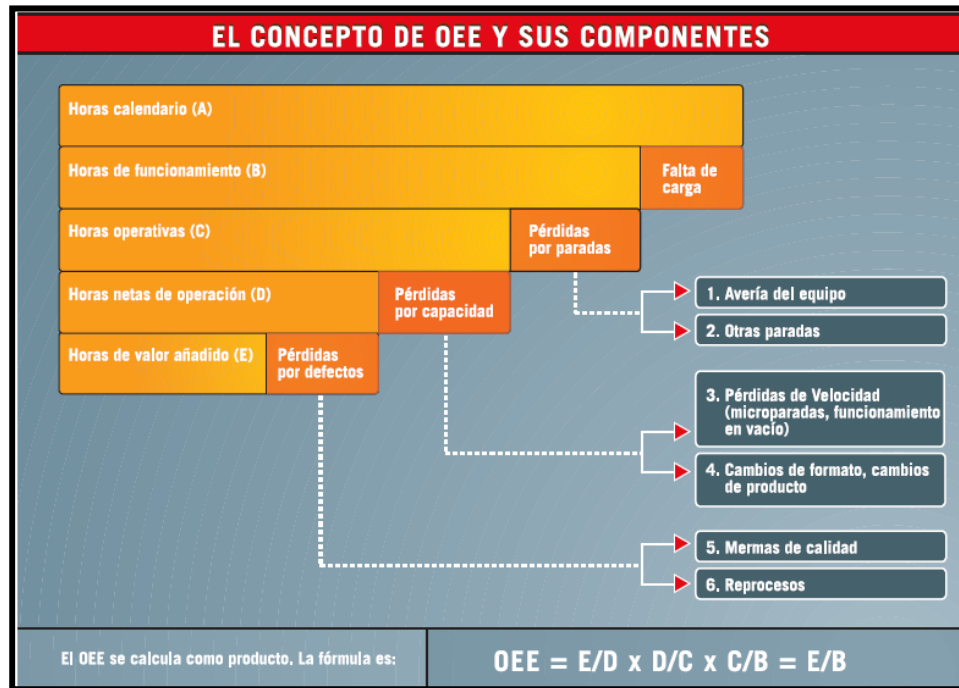 EL CONCEPTO DE OEE Y SUS COMPONENTES
Horas calendario (A)
Horas de funcionamiento (B)
Falta de
carga
Horas operativas (C)
Pérdidas
por paradas
Horas netas de operación (D)
Pérdidas
por capacidad
Horas de valor añadido (E)
Pérdidas
por defectos
1. Avería del equipo
2. Otras paradas
3. Pérdidas de Velocidad
(microparadas, funcionamiento
en vacío)
4. Cambios de formato, cambios
de producto
5. Mermas de calidad
6. Reprocesos
El OEE se calcula como producto. La fórmula es:
OEE = E/D x D/C x C/B = E/B